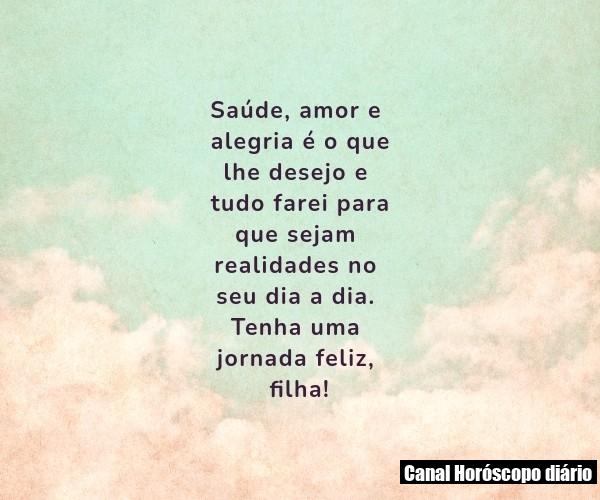 Saúde, amor e
alegria é o que
lhe desejo e
tudo farei para
que sejam
realidades no
seu dia a dia.
Tenha uma
jornada feliz,
filha!
Canal Horóscopo diário